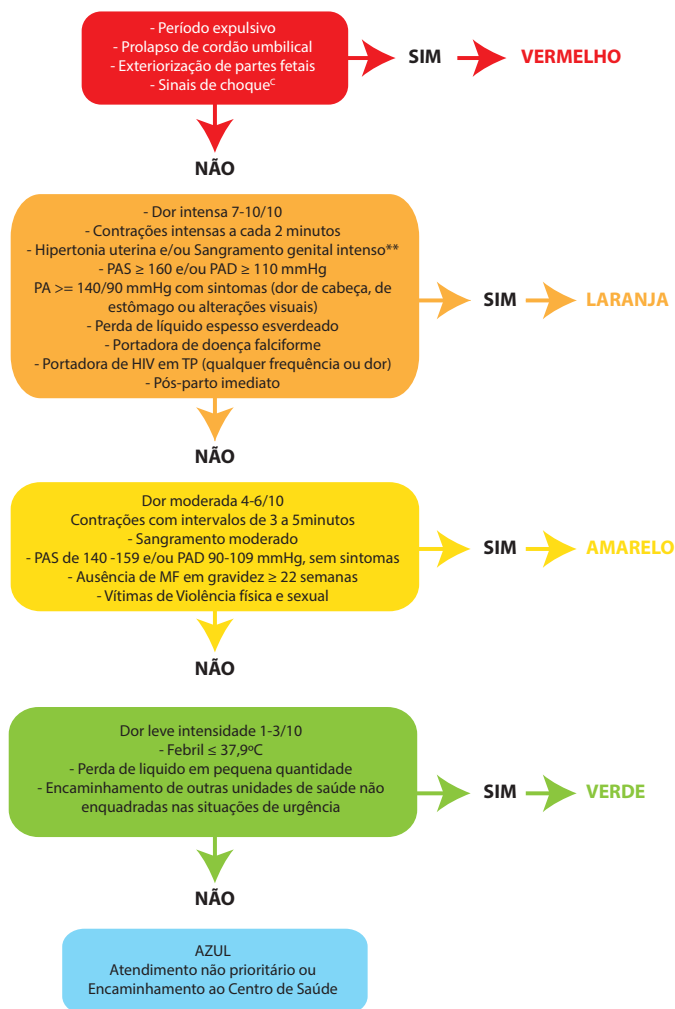 - Período expulsivo
- Prolapso de cordão umbilical
- Exteriorização de partes fetais
- Sinais de choqueC
SIM
VERMELHO
NÃO
- Dor intensa 7-10/10
- Contrações intensas a cada 2 minutos
- Hipertonia uterina e/ou Sangramento genital intenso**
- PAS ≥ 160 e/ou PAD ≥ 110 mmHg
PA >= 140/90 mmHg com sintomas (dor de cabeça, de
estômago ou alterações visuais)
- Perda de líquido espesso esverdeado
- Portadora de doença falciforme
- Portadora de HIV em TP (qualquer frequência ou dor)
- Pós-parto imediato
SIM
LARANJA
NÃO
Dor moderada 4-6/10
Contrações com intervalos de 3 a 5minutos
- Sangramento moderado
- PAS de 140 -159 e/ou PAD 90-109 mmHg, sem sintomas
- Ausência de MF em gravidez ≥ 22 semanas
- Vítimas de Violência física e sexual
SIM
AMARELO
NÃO
Dor leve intensidade 1-3/10
- Febril ≤ 37,9ºC
- Perda de liquido em pequena quantidade
- Encaminhamento de outras unidades de saúde não
enquadradas nas situações de urgência
SIM
VERDE
NÃO
AZUL
Atendimento não prioritário ou
Encaminhamento ao Centro de Saúde